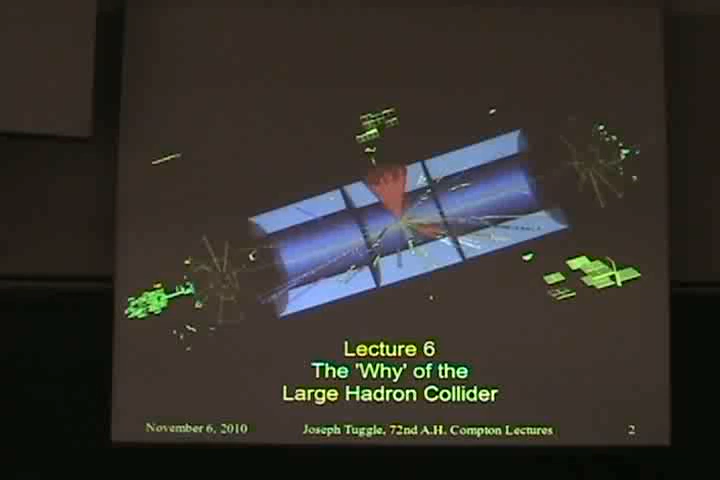 Lecture 6
The 'Why' of the
Large Hadron Collider
November 6, 2010 Joseph Tuggle, 72nd A.H. Compton Lectures 2